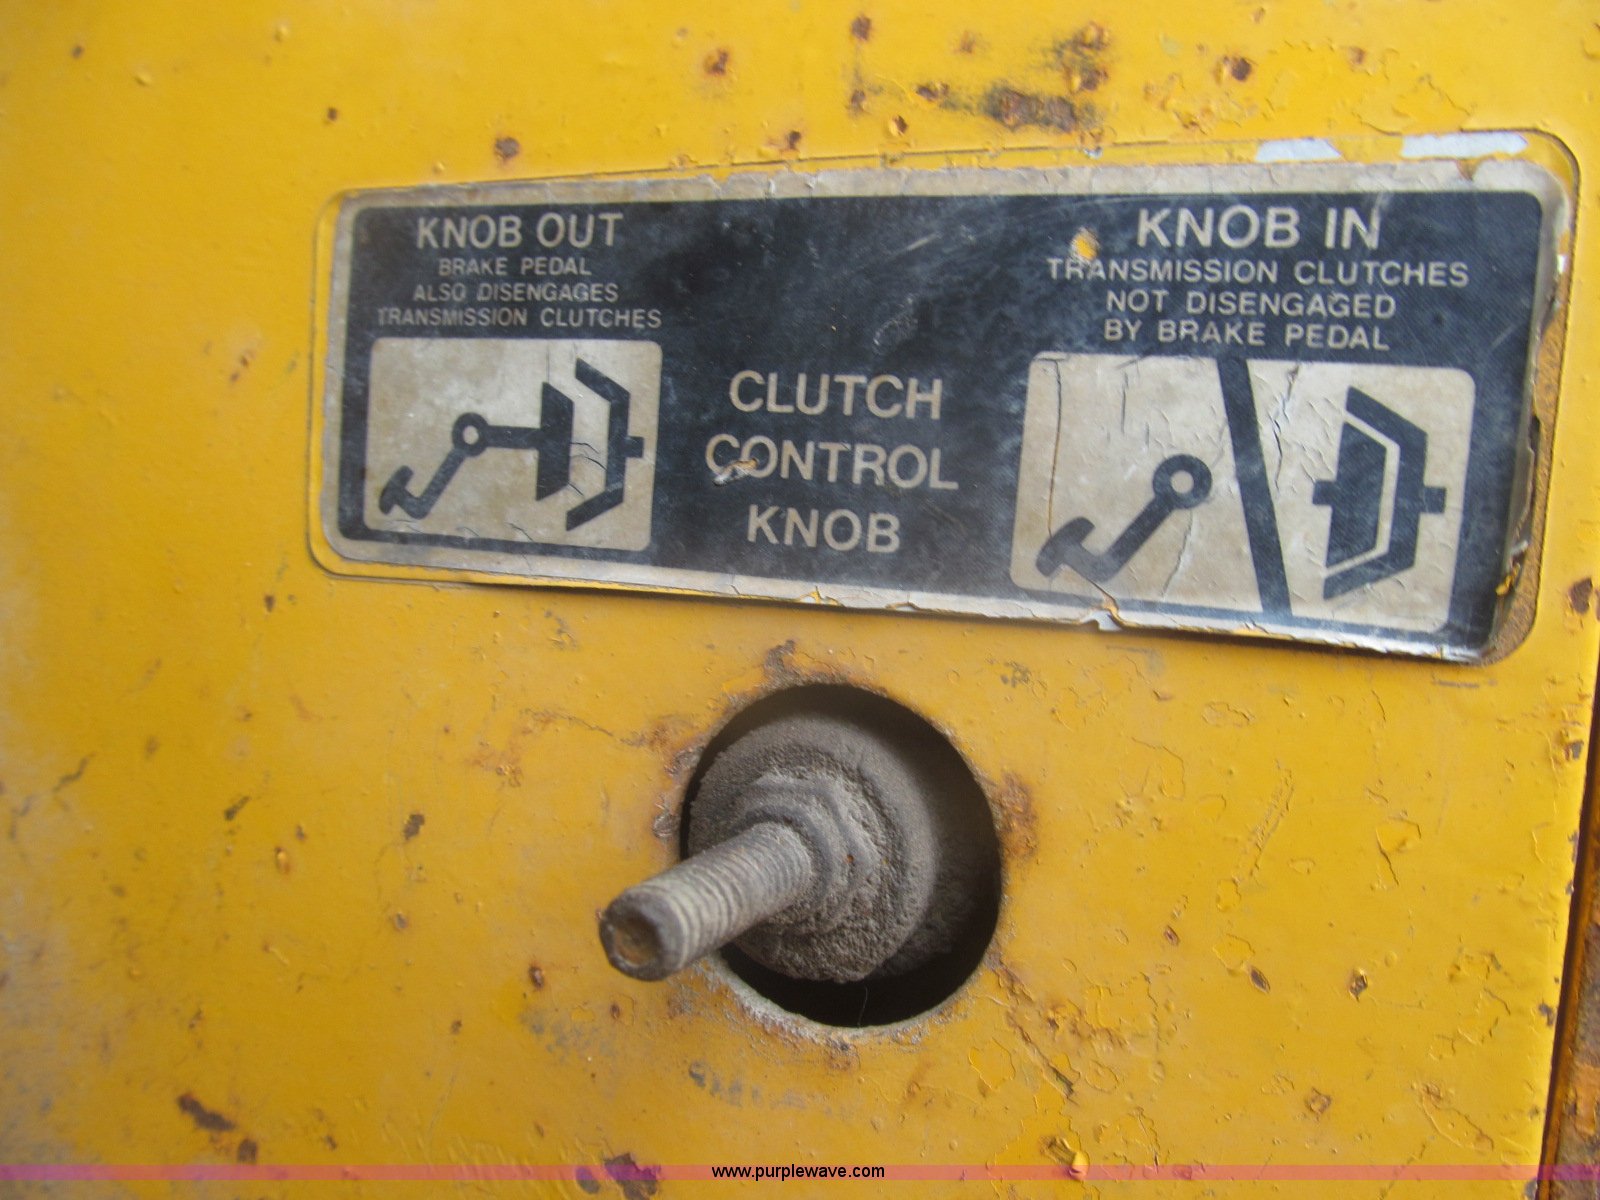 KNOB OUT
BRAKE PEDAL
ALSO DISENGAGES
TRANSMISSION CLUTCHES
CLUTCH
CONTROL
KNOB
KNOB IN
TRANSMISSION CLUTCHES
NOT DISENGAGED
BY BRAKE PEDAL
www.purplewave.com